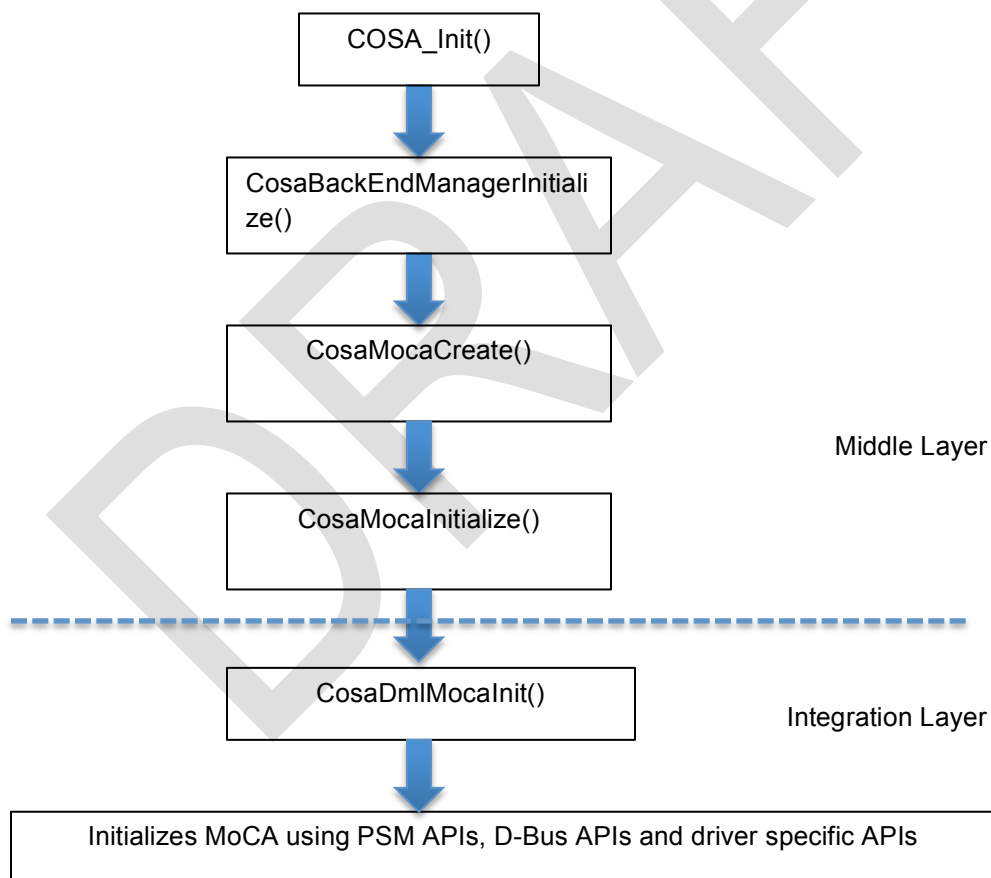 COSA_Init()
CosaBackEndManagerInitiali
ze()
CosaMocaCreate()
Middle Layer
CosaMocaInitialize()
CosaDmlMocaInit()
Integration Layer
Initializes MoCA using PSM APIs, D-Bus APIs and driver specific APIs
DRAF